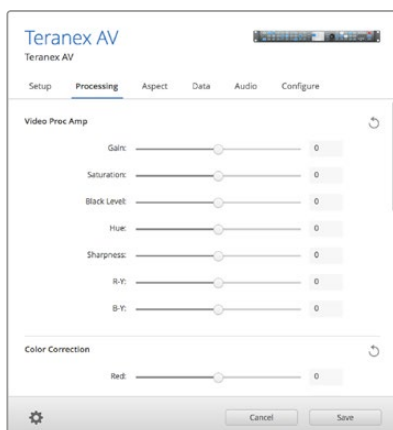 Teranex AV
Teranex AV
Setup Processing Aspect Data Audio Configure
Video Proc Amp
Gain: 0
Saturation: 0
Black Level: 0
Hue: 0
Sharpness: 0
R-Y: 0
B-Y: 0
Color Correction
Red: 0
Cancel Save